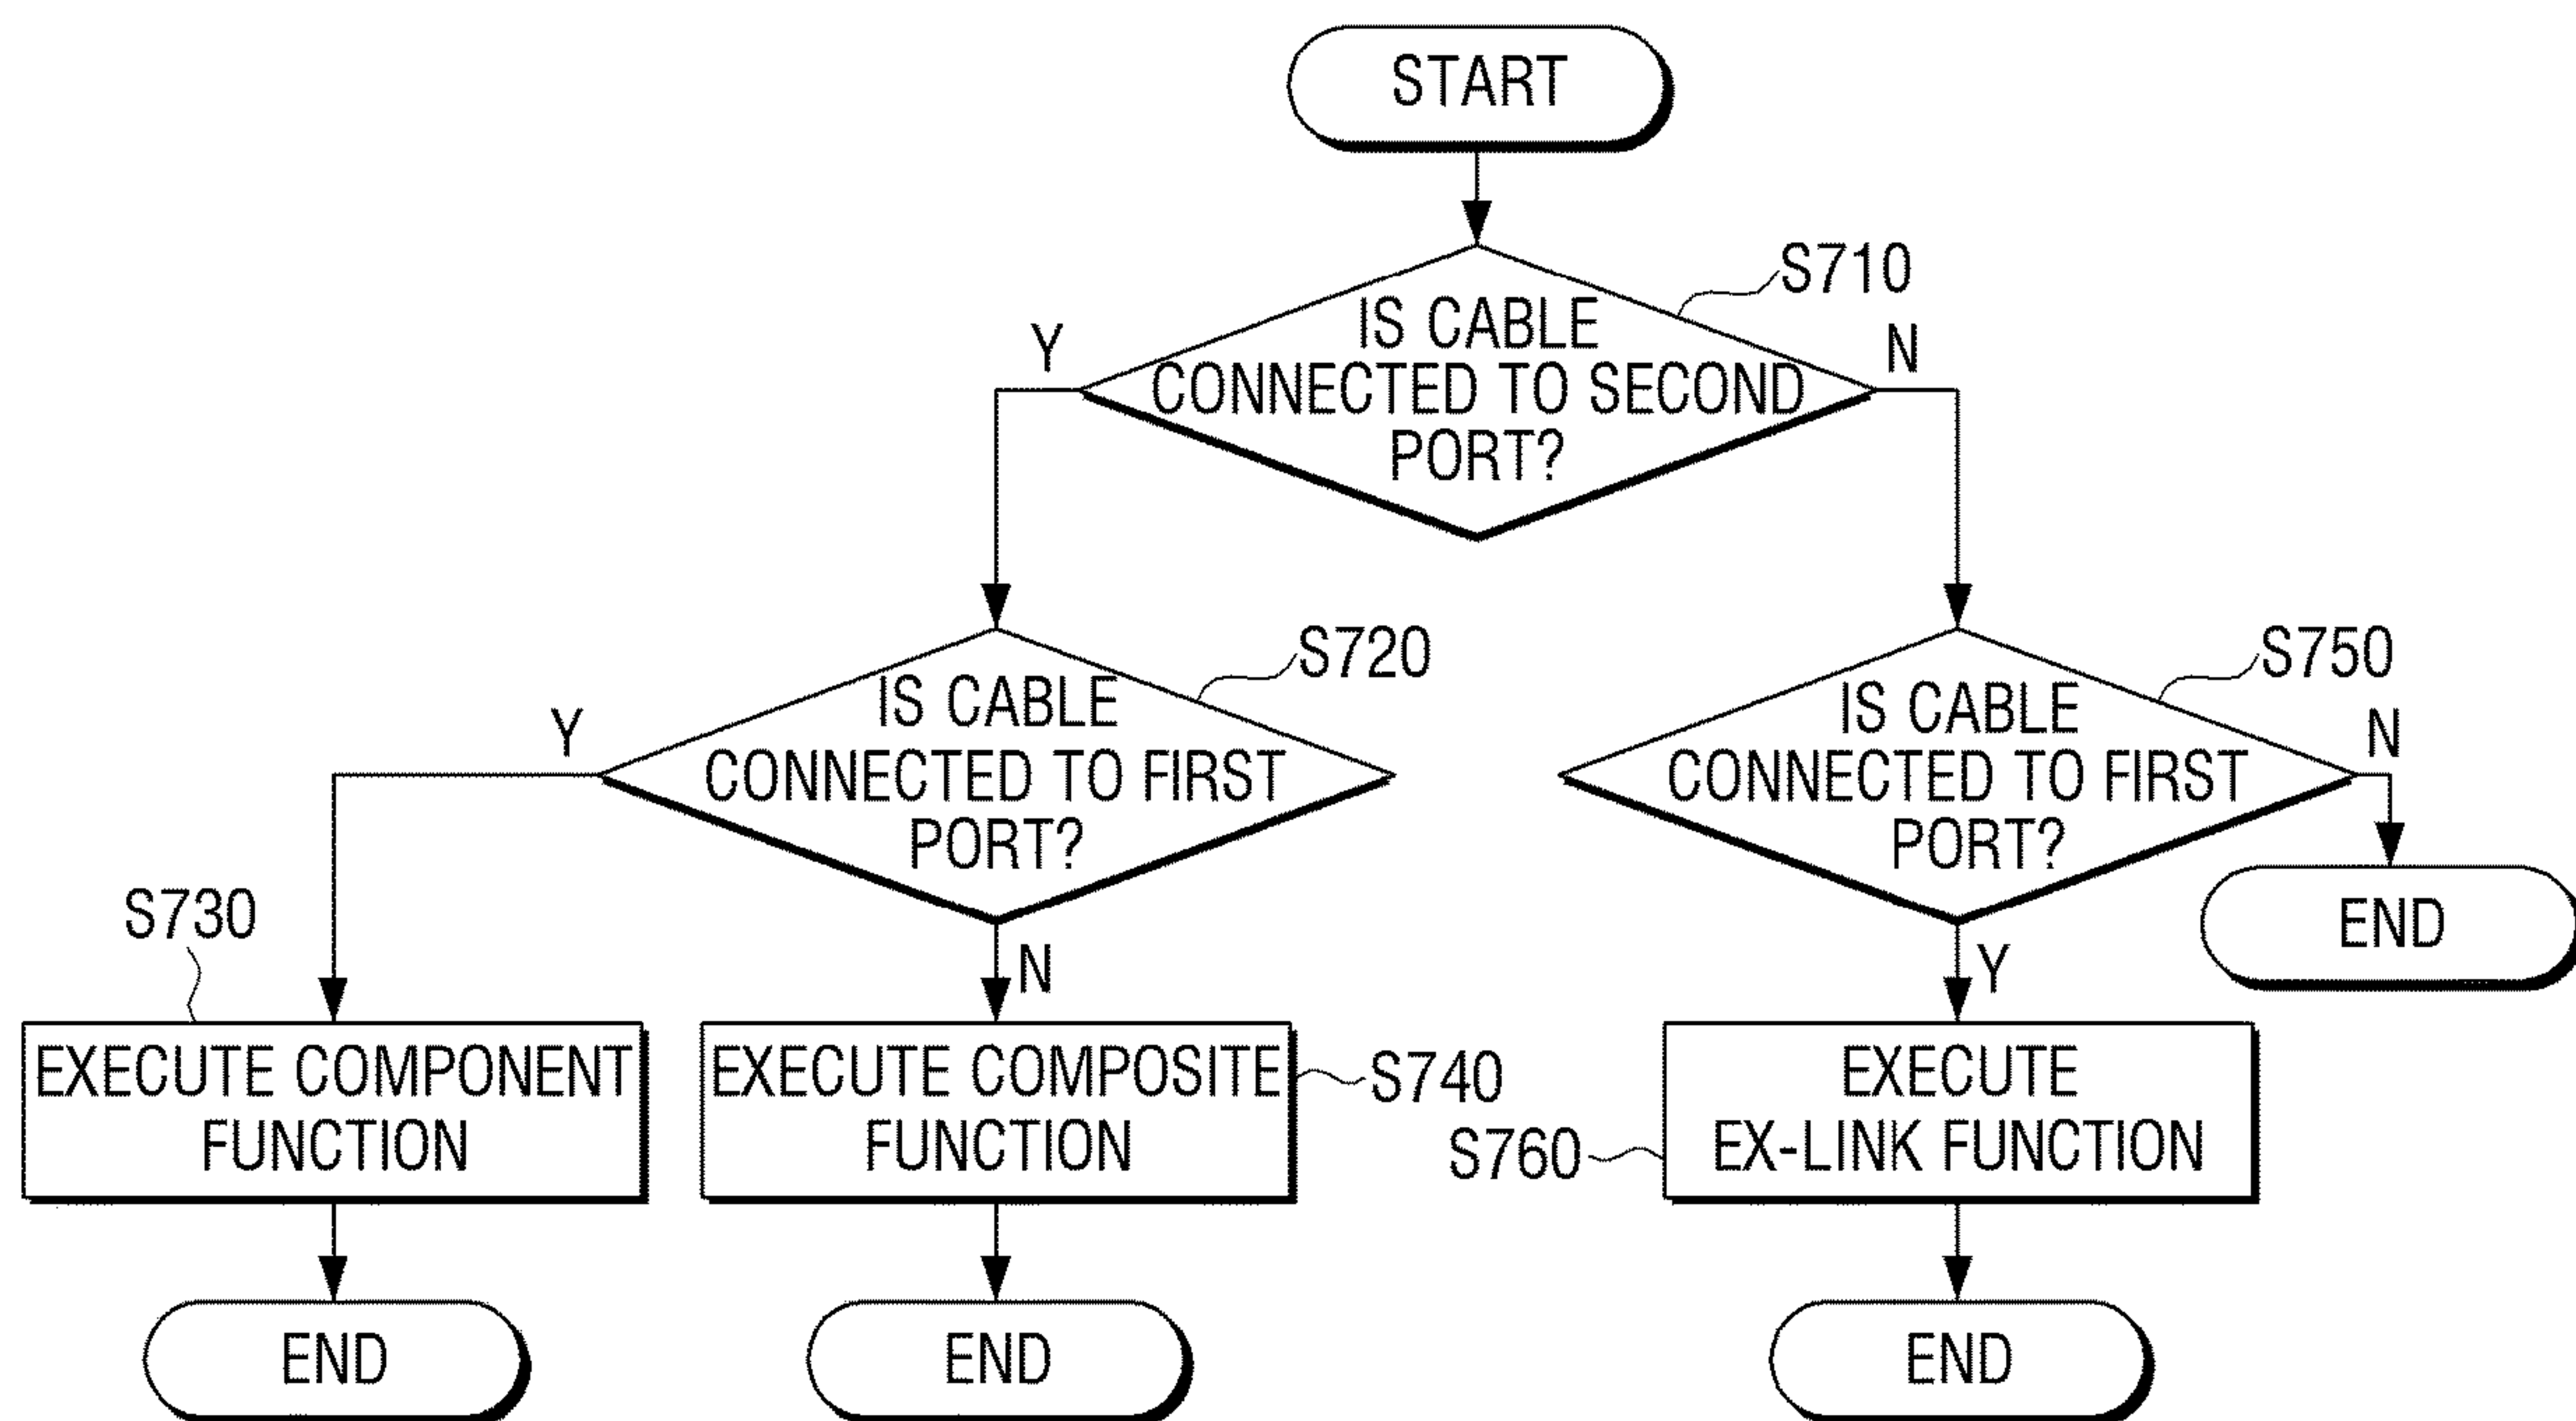 START
S710
Y
IS CABLE
CONNECTED TO SECOND
PORT?
N
S720
Y
IS CABLE
CONNECTED TO FIRST
PORT?
N
S750
IS CABLE
CONNECTED TO FIRST
PORT?
N
END
Y
S730
EXECUTE COMPONENT
FUNCTION
EXECUTE COMPOSITE
FUNCTION
S740
S760
EXECUTE
EX-LINK FUNCTION
END
END
END